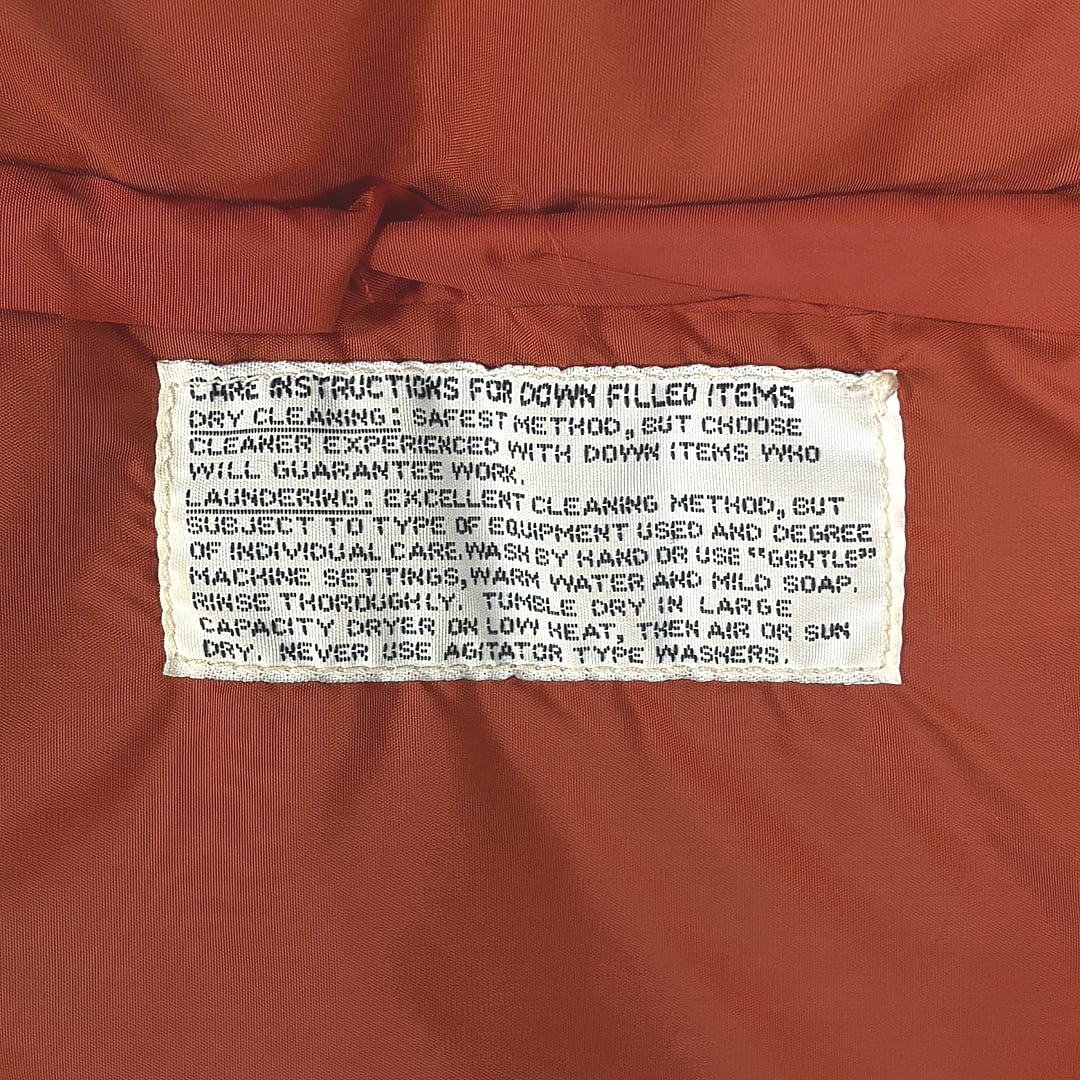 CARE INSTRUCTIONS FOR DOWN FILLED ITEMS
DRY CLEANING: SAFEST METHOD, BUT CHOOSE
CLEANER EXPERIENCED WITH DOWN ITEMS WHO
WILL GUARANTEE WORK.
LAUNDERING: EXCELLENT CLEANING METHOD, BUT
SUBJECT TO TYPE OF EQUIPMENT USED AND DEGREE
OF INDIVIDUAL CARE. WASH BY HAND OR USE "GENTLE"
MACHINE SETTINGS, WARM WATER AND MILD SOAP.
RINSE THOROUGHLY. TUMBLE DRY IN LARGE
CAPACITY DRYER ON LOW HEAT, THEN AIR OR SUN
DRY. NEVER USE AGITATOR TYPE WASHERS.